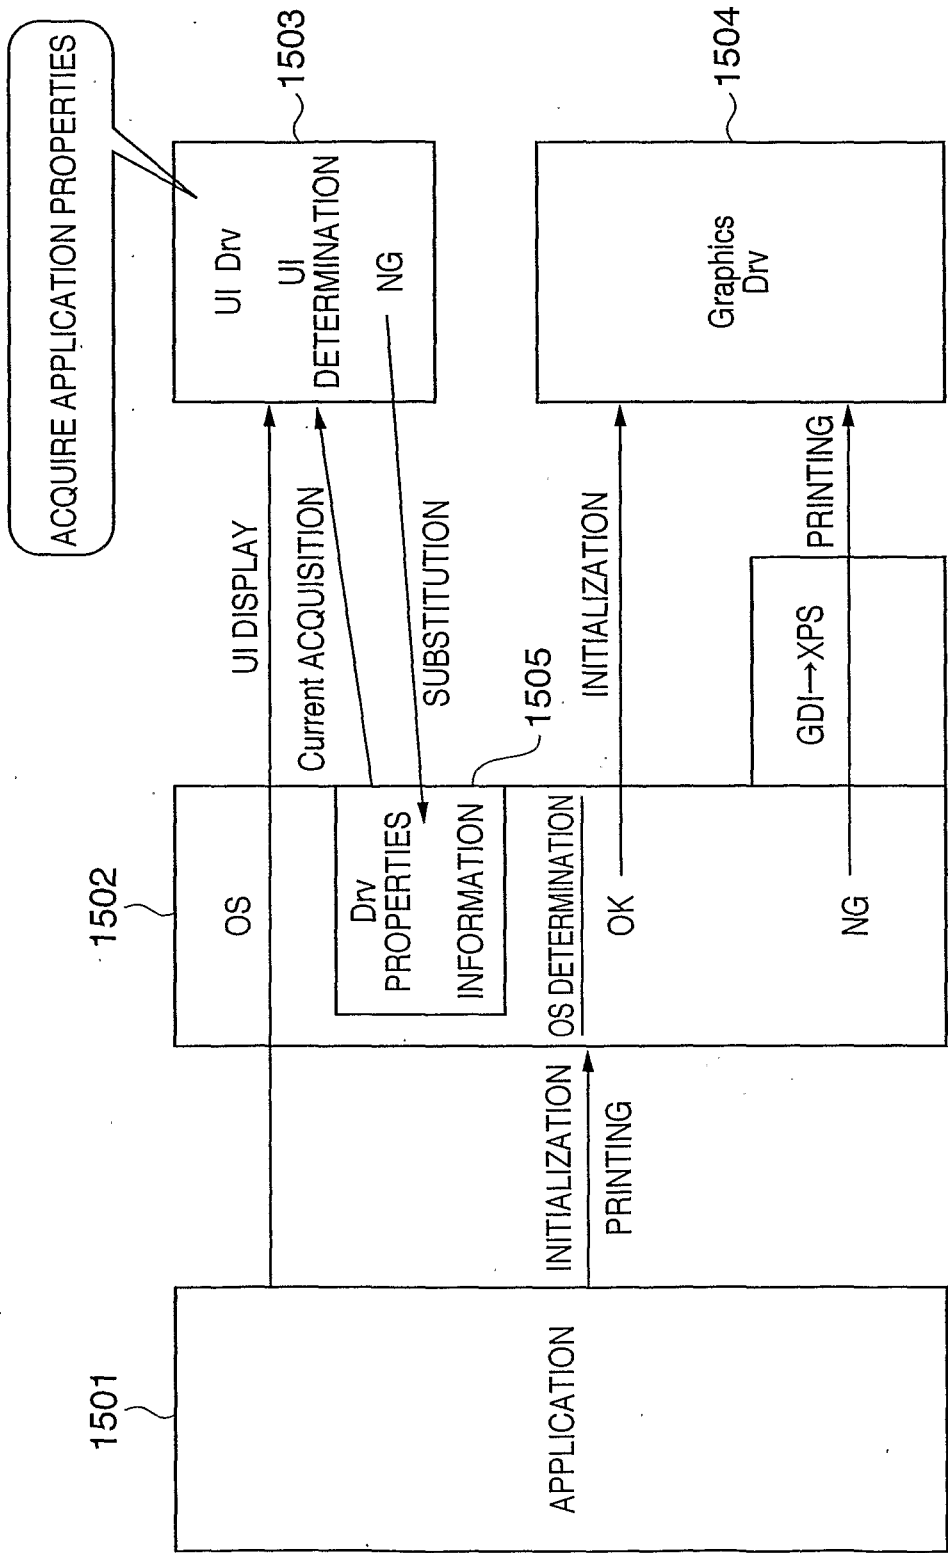 ACQUIRE APPLICATION PROPERTIES
1501
APPLICATION
1502
OS
Drv
PROPERTIES
INFORMATION
1505
OS DETERMINATION
OK
NG
INITIALIZATION
PRINTING
UI DISPLAY
Current ACQUISITION
SUBSTITUTION
INITIALIZATION
GDI→XPS
PRINTING
1503
UI Drv
UI
DETERMINATION
NG
1504
Graphics
Drv